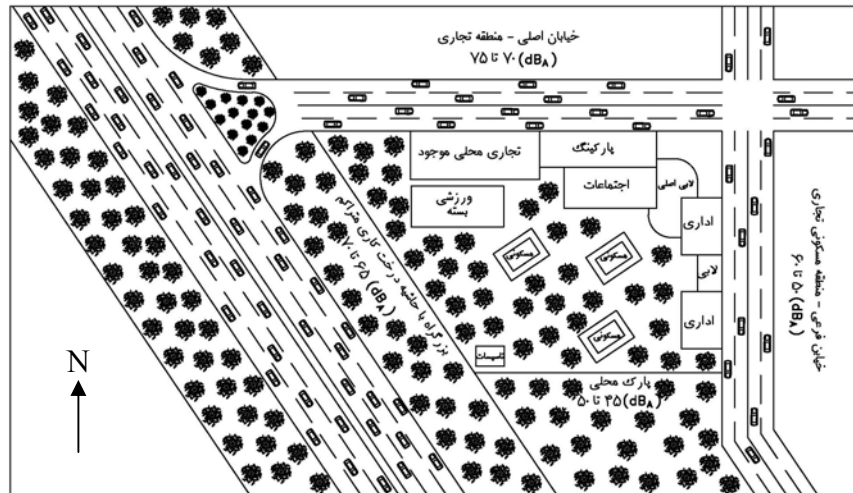 خیابان اصلی - منطقه تجاری
۷۰ تا ۷۵ (dBA)
تجاری محلی موجود
پارکینگ
اجتماعات
لابی اصلی
ورزشی
بسته
اداری
لابی
اداری
مسکونی
مسکونی
مسکونی
تاسیسات
پارک محلی
۴۵ تا ۵۰ (dBA)
بزرگراه با حاشیه درخت کاری متراکم
۶۵ تا ۷۰ (dBA)
خیابن فرعی - منطقه مسکونی تجاری
۵۰ تا ۶۰ (dBA)
N